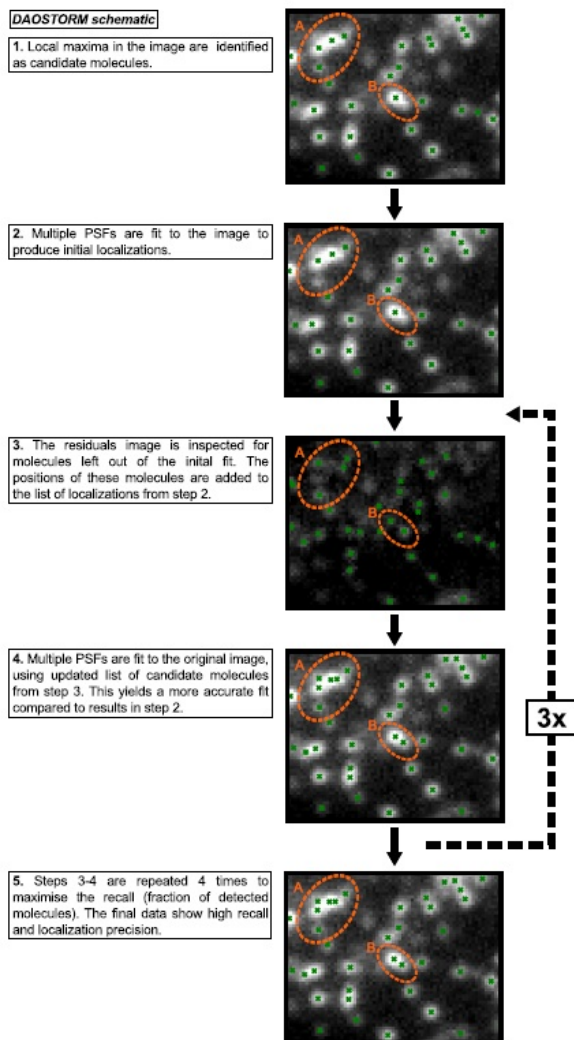 DAOSTORM schematic
1. Local maxima in the image are identified
as candidate molecules.
A
B
2. Multiple PSFs are fit to the image to
produce initial localizations.
A
B
3. The residuals image is inspected for
molecules left out of the inital fit. The
positions of these molecules are added to
the list of localizations from step 2.
A
B
4. Multiple PSFs are fit to the original image,
using updated list of candidate molecules
from step 3. This yields a more accurate fit
compared to results in step 2.
A
B
3x
5. Steps 3-4 are repeated 4 times to
maximise the recall (fraction of detected
molecules). The final data show high recall
and localization precision.
A
B